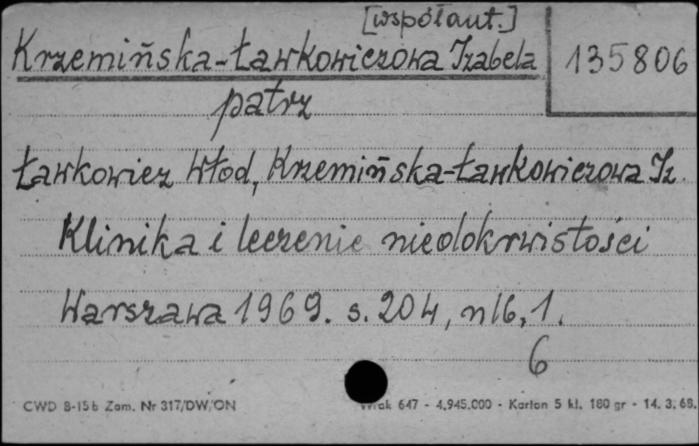 [współaut.]
Krzemińska-Ławkowiczowa Izabela 135806
patrz
Ławkowicz Włod, Krzemińska-Ławkowiczowa Iz.
Klinika i leczenie niedokrwistości
Warszawa 1969. s. 204, nlb, 1.
6
CWD B-15b Zam. Nr 317/DW/ON 647 - 4.945.000 - Karton 5 kl. 180 gr - 14. 3. 68.